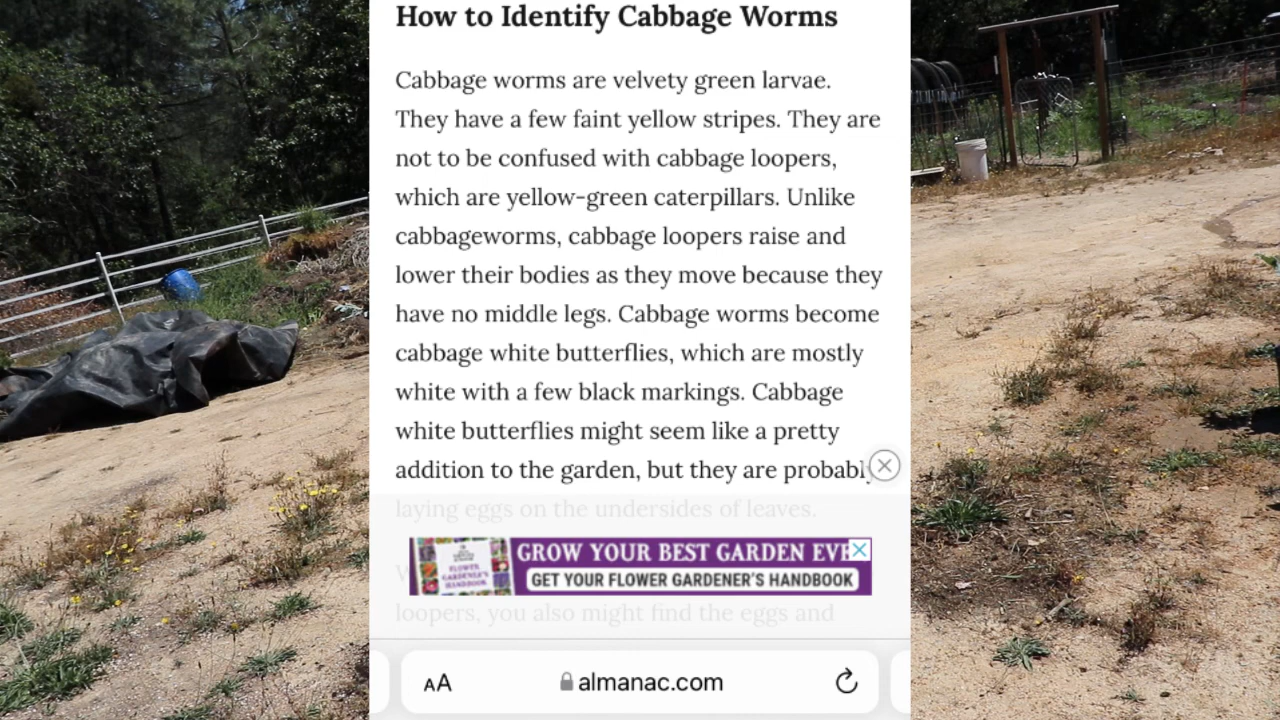 How to Identify Cabbage Worms
Cabbage worms are velvety green larvae.
They have a few faint yellow stripes. They are
not to be confused with cabbage loopers,
which are yellow-green caterpillars. Unlike
cabbageworms, cabbage loopers raise and
lower their bodies as they move because they
have no middle legs. Cabbage worms become
cabbage white butterflies, which are mostly
white with a few black markings. Cabbage
white butterflies might seem like a pretty
addition to the garden, but they are probably
laying eggs on the undersides of leaves.
GROW YOUR BEST GARDEN
GET YOUR FLOWER GARDENER'S HANDBOOK
FLOWER
GARDENER'S
HANDBOOK
loopers, you also might find the eggs and
AA almanac.com